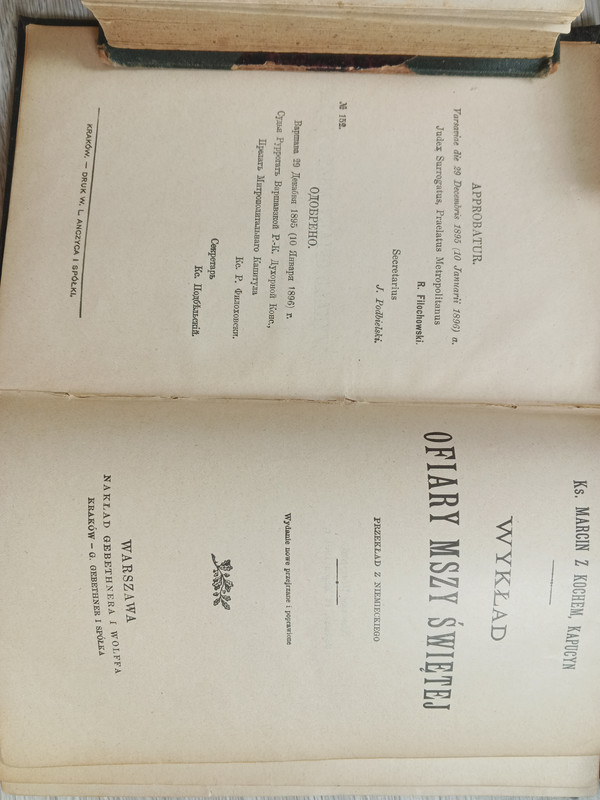 APPROBATUR.
Varsaviae die 29 Decembris 1895 (10 Januarii 1896) a.
Judex Surrogatus, Praelatus Metropolitanus
R. Filochowski.
Secretarius
J. Podbielski.
№ 152.
ОДОБРЕНО.
Варшава 29 Декабря 1895 (10 Января 1896) г.
Судья Суррогатъ Варшавской Р.-К. Духовной Конс.,
Прелатъ Митрополитальнаго Капитула
Кс. Р. Филоховски.
Секретарь
Кс. Подбѣльскій.
KRAKÓW. — DRUK W. L. ANCZYCA I SPÓŁKI.
Ks. MARCIN Z KOCHEM, KAPUCYN
WYKŁAD
OFIARY MSZY ŚWIĘTEJ
PRZEKŁAD Z NIEMIECKIEGO
Wydanie nowe przejrzane i poprawione
WARSZAWA
NAKŁAD GEBETHNERA I WOLFFA
KRAKÓW — G. GEBETHNER I SPÓŁKA